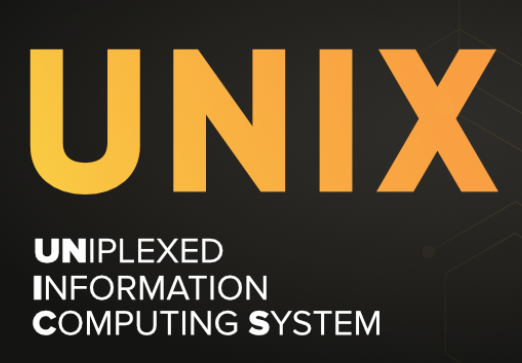 UNIX
UNIPLEXED
INFORMATION
COMPUTING SYSTEM